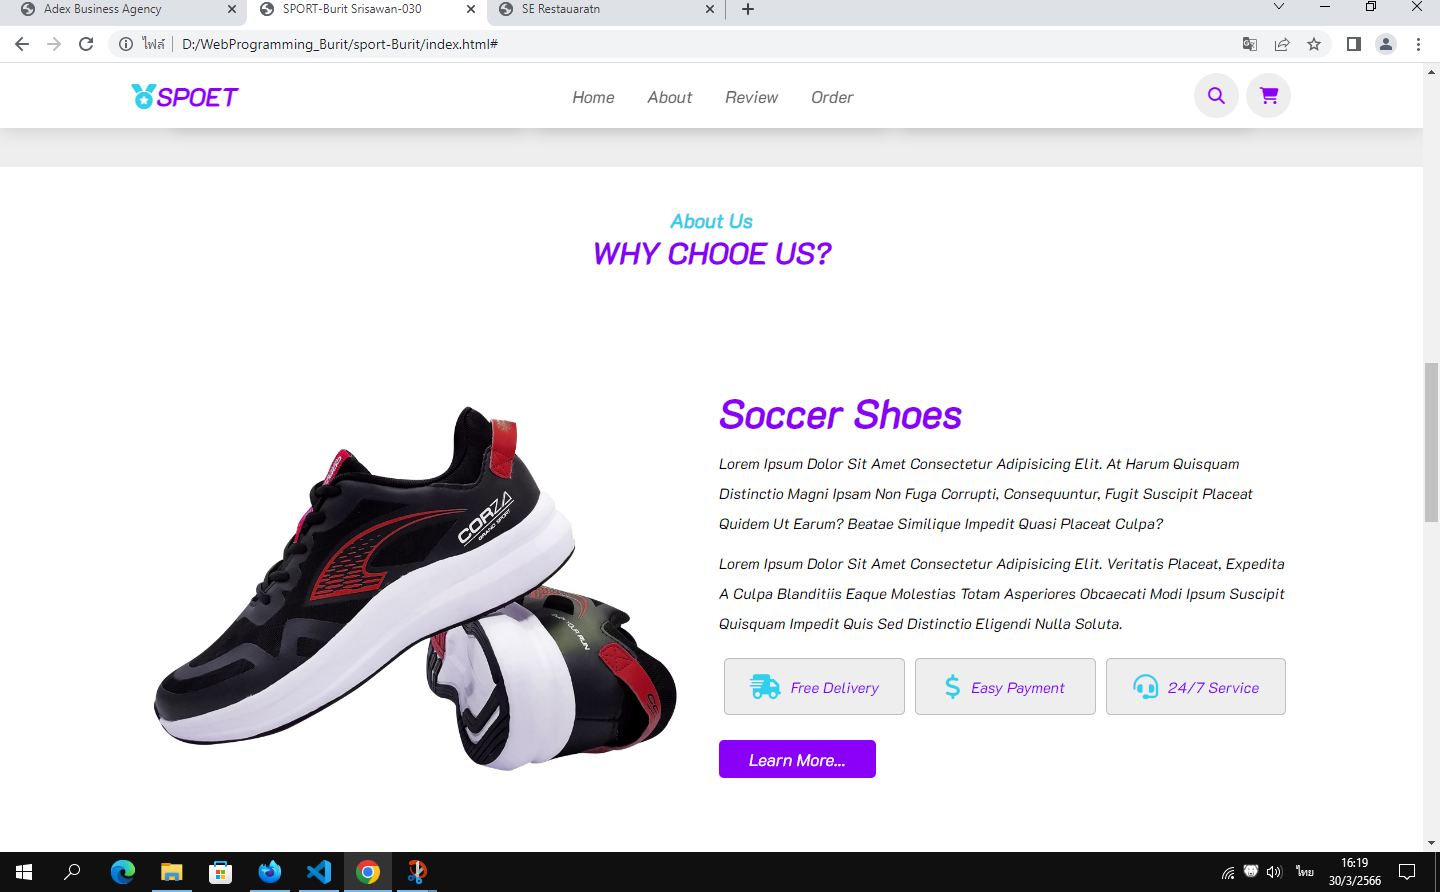 Adex Business Agency
SPORT-Burit Srisawan-030
SE Restauaratn
ไฟล์
D:/WebProgramming_Burit/sport-Burit/index.html#
SPOET
Home
About
Review
Order
About Us
WHY CHOOE US?
Soccer Shoes
Lorem Ipsum Dolor Sit Amet Consectetur Adipisicing Elit. At Harum Quisquam
Distinctio Magni Ipsam Non Fuga Corrupti, Consequuntur, Fugit Suscipit Placeat
Quidem Ut Earum? Beatae Similique Impedit Quasi Placeat Culpa?
Lorem Ipsum Dolor Sit Amet Consectetur Adipisicing Elit. Veritatis Placeat, Expedita
A Culpa Blanditiis Eaque Molestias Totam Asperiores Obcaecati Modi Ipsum Suscipit
Quisquam Impedit Quis Sed Distinctio Eligendi Nulla Soluta.
CORZA
GRAND SPORT
Free Delivery
Easy Payment
24/7 Service
Learn More...
ไทย
16:19
30/3/2566